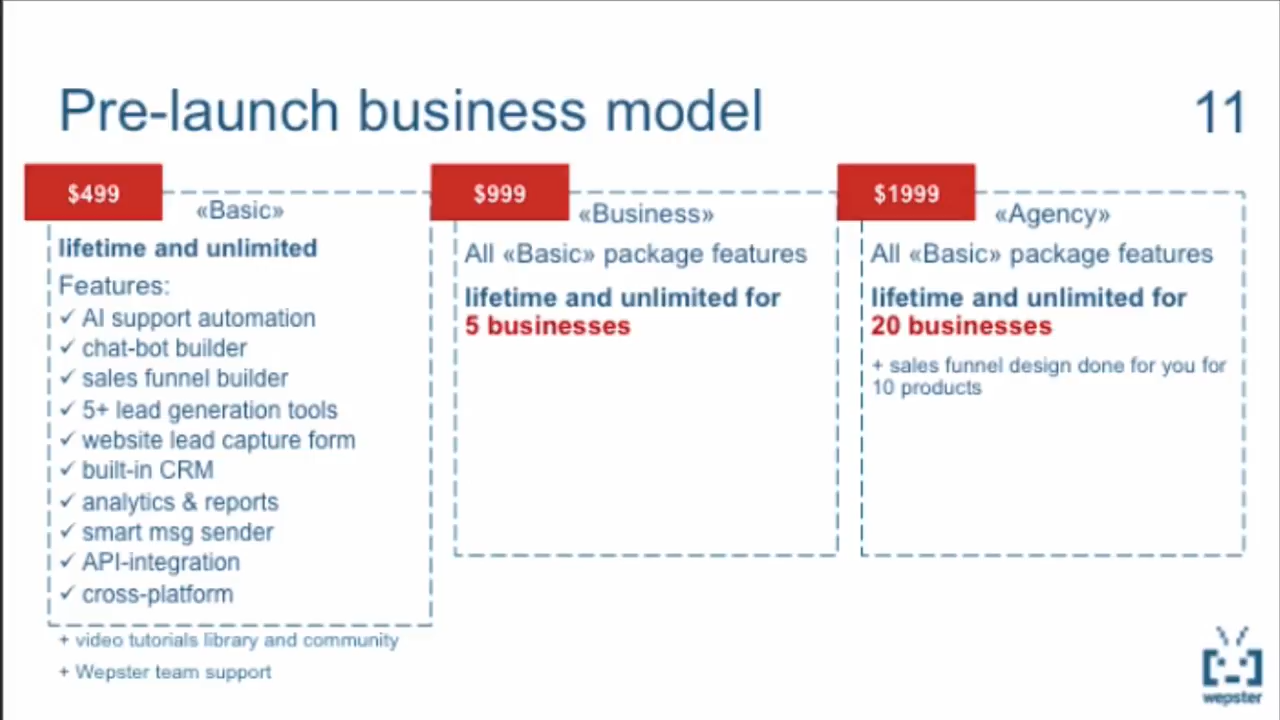 Pre-launch business model
11
$499
«Basic»
lifetime and unlimited
Features:
✓ AI support automation
✓ chat-bot builder
✓ sales funnel builder
✓ 5+ lead generation tools
✓ website lead capture form
✓ built-in CRM
✓ analytics & reports
✓ smart msg sender
✓ API-integration
✓ cross-platform
+ video tutorials library and community
+ Wepster team support
$999
«Business»
All «Basic» package features
lifetime and unlimited for
5 businesses
$1999
«Agency»
All «Basic» package features
lifetime and unlimited for
20 businesses
+ sales funnel design done for you for
10 products
wepster